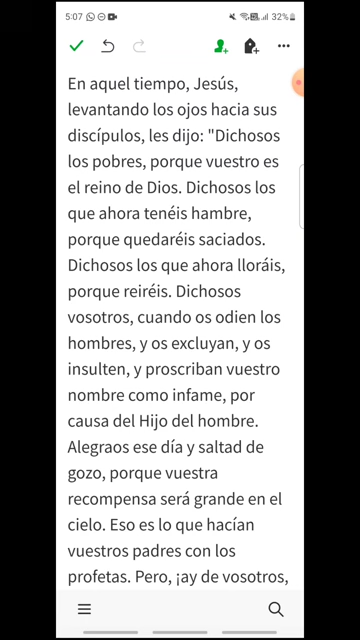 5:07
32%
En aquel tiempo, Jesús,
levantando los ojos hacia sus
discípulos, les dijo: "Dichosos
los pobres, porque vuestro es
el reino de Dios. Dichosos los
que ahora tenéis hambre,
porque quedaréis saciados.
Dichosos los que ahora lloráis,
porque reiréis. Dichosos
vosotros, cuando os odien los
hombres, y os excluyan, y os
insulten, y proscriban vuestro
nombre como infame, por
causa del Hijo del hombre.
Alegraos ese día y saltad de
gozo, porque vuestra
recompensa será grande en el
cielo. Eso es lo que hacían
vuestros padres con los
profetas. Pero, ¡ay de vosotros,